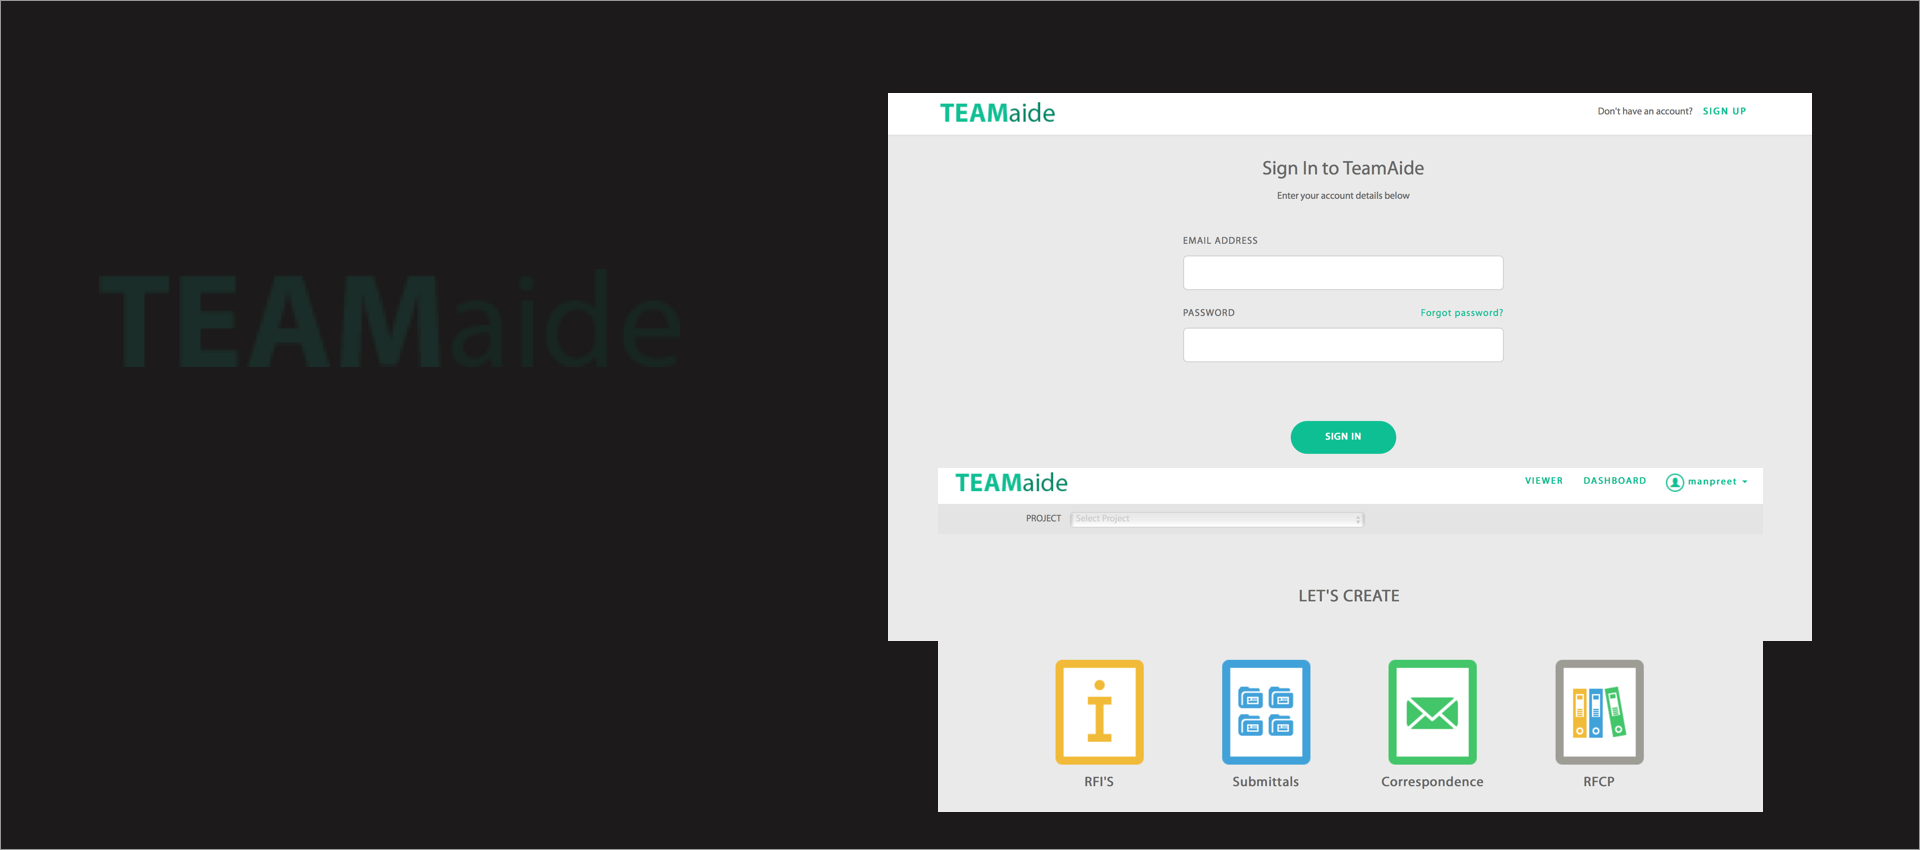 TEAMaide
TEAMaide
Don't have an account? SIGN UP
Sign In to TeamAide
Enter your account details below
EMAIL ADDRESS
PASSWORD Forgot password?
SIGN IN
TEAMaide
VIEWER DASHBOARD manpreet
PROJECT Select Project
LET'S CREATE
RFI'S Submittals Correspondence RFCP